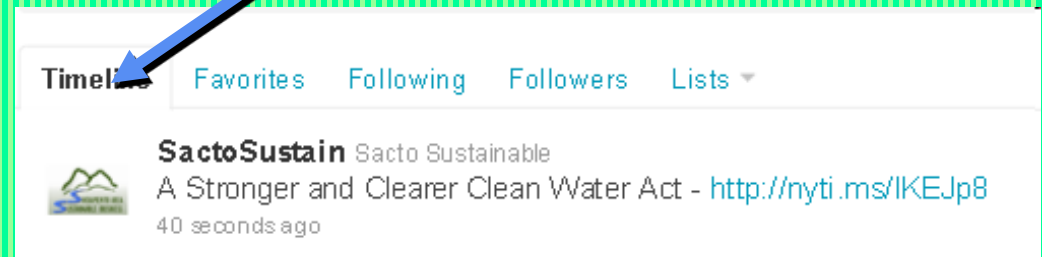 Timeline Favorites Following Followers Lists
SactoSustain Sacto Sustainable
A Stronger and Clearer Clean Water Act - http://nyti.ms/lKEJp8
40 seconds ago